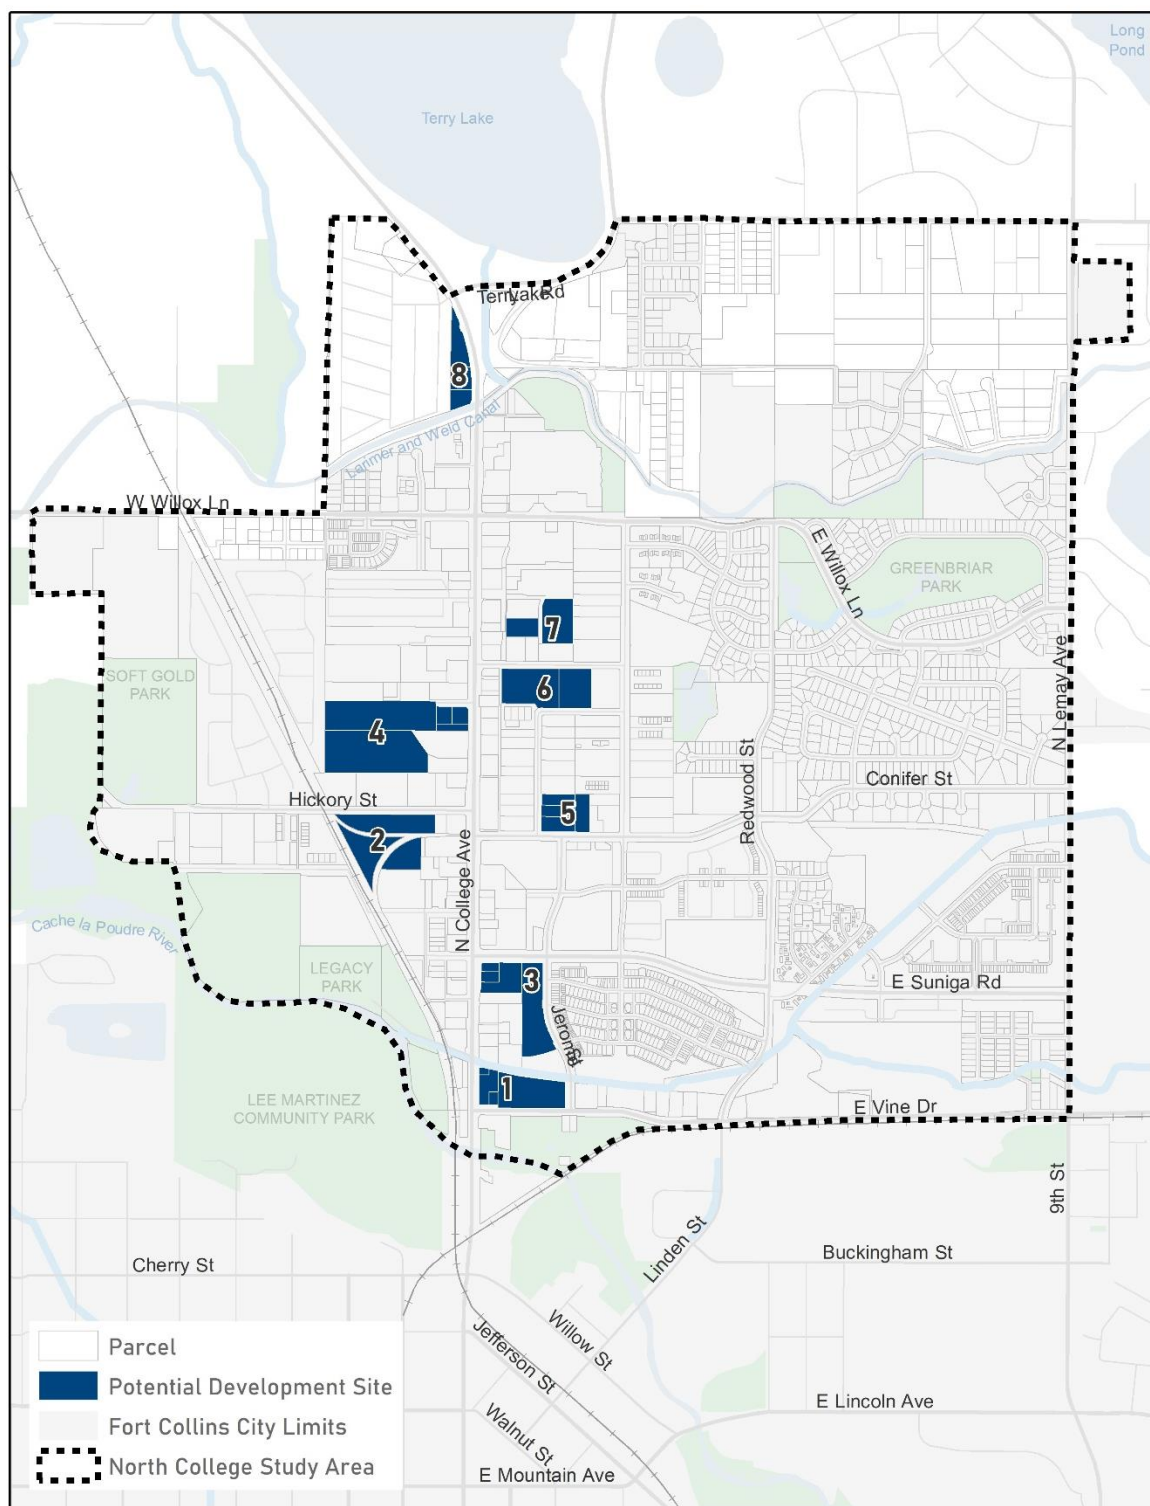 Long
Pond
Terry Lake
Terry Lake Rd
8
Larimer and Weld Canal
W Willox Ln
E Willox Ln
GREENBRIAR
PARK
7
SOFT GOLD
PARK
6
N Lemay Ave
4
Redwood St
Conifer St
Hickory St
5
2
N College Ave
Cache la Poudre River
LEGACY
PARK
3
E Suniga Rd
Jerome St
1
LEE MARTINEZ
COMMUNITY PARK
E Vine Dr
9th St
Linden St
Buckingham St
Cherry St
Willow St
Jefferson St
Walnut St
E Lincoln Ave
E Mountain Ave
Parcel
Potential Development Site
Fort Collins City Limits
North College Study Area